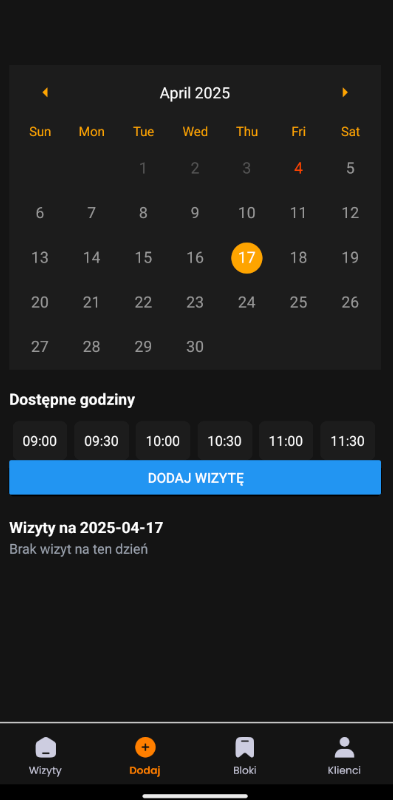 April 2025
Sun Mon Tue Wed Thu Fri Sat
1 2 3 4 5
6 7 8 9 10 11 12
13 14 15 16 17 18 19
20 21 22 23 24 25 26
27 28 29 30
Dostępne godziny
09:00 09:30 10:00 10:30 11:00 11:30
DODAJ WIZYTĘ
Wizyty na 2025-04-17
Brak wizyt na ten dzień
Wizyty Dodaj Bloki Klienci